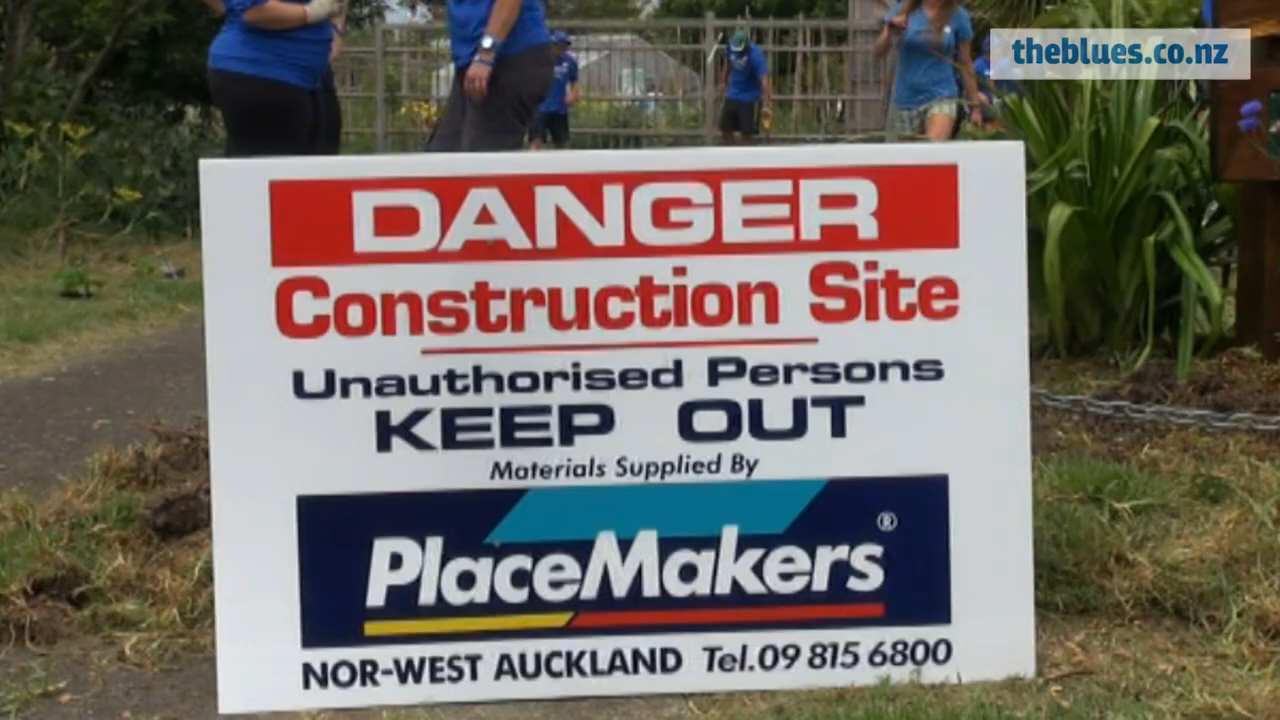 theblues.co.nz
DANGER
Construction Site
Unauthorised Persons
KEEP OUT
Materials Supplied By
PlaceMakers®
NOR-WEST AUCKLAND Tel.09 815 6800